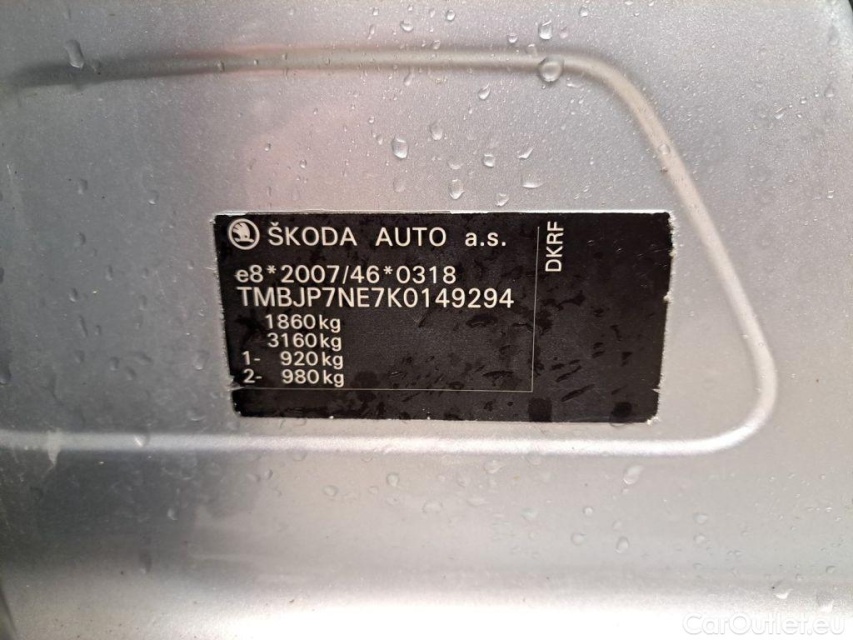 ŠKODA AUTO a.s.
e8*2007/46*0318
TMBJP7NE7K0149294
1860kg
3160kg
1- 920kg
2- 980kg
DKRF
CarOutlet.eu